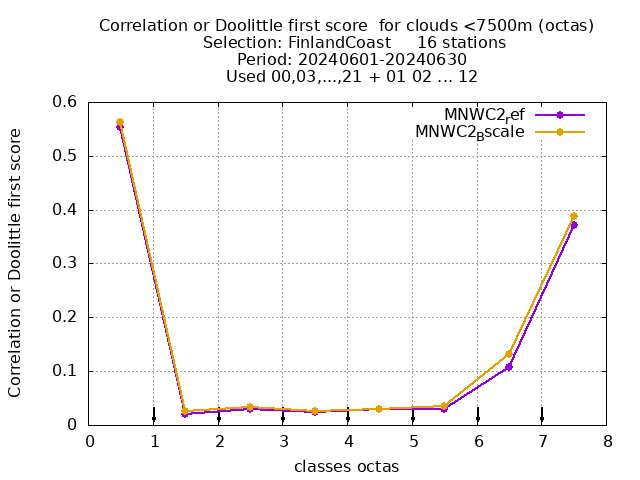 Correlation or Doolittle first score  for clouds <7500m (octas)
Selection: FinlandCoast     16 stations
Period: 20240601-20240630
Used 00,03,...,21 + 01 02 ... 12
MNWC2ref
MNWC2Bscale
Correlation or Doolittle first score
0.6
0.5
0.4
0.3
0.2
0.1
0
0 1 2 3 4 5 6 7 8
classes octas